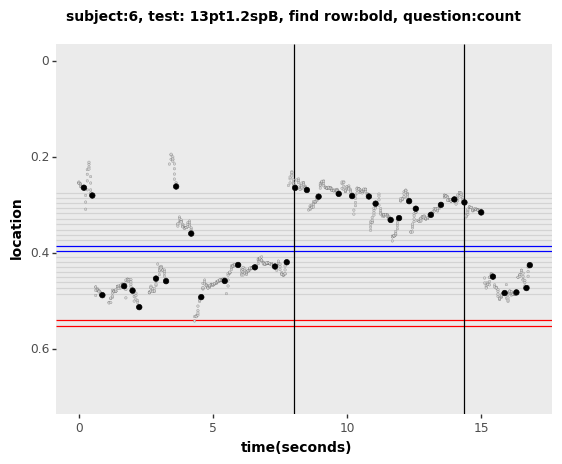 subject:6, test: 13pt1.2spB, find row:bold, question:count
0
0.2
0.4
0.6
location
0 5 10 15
time(seconds)